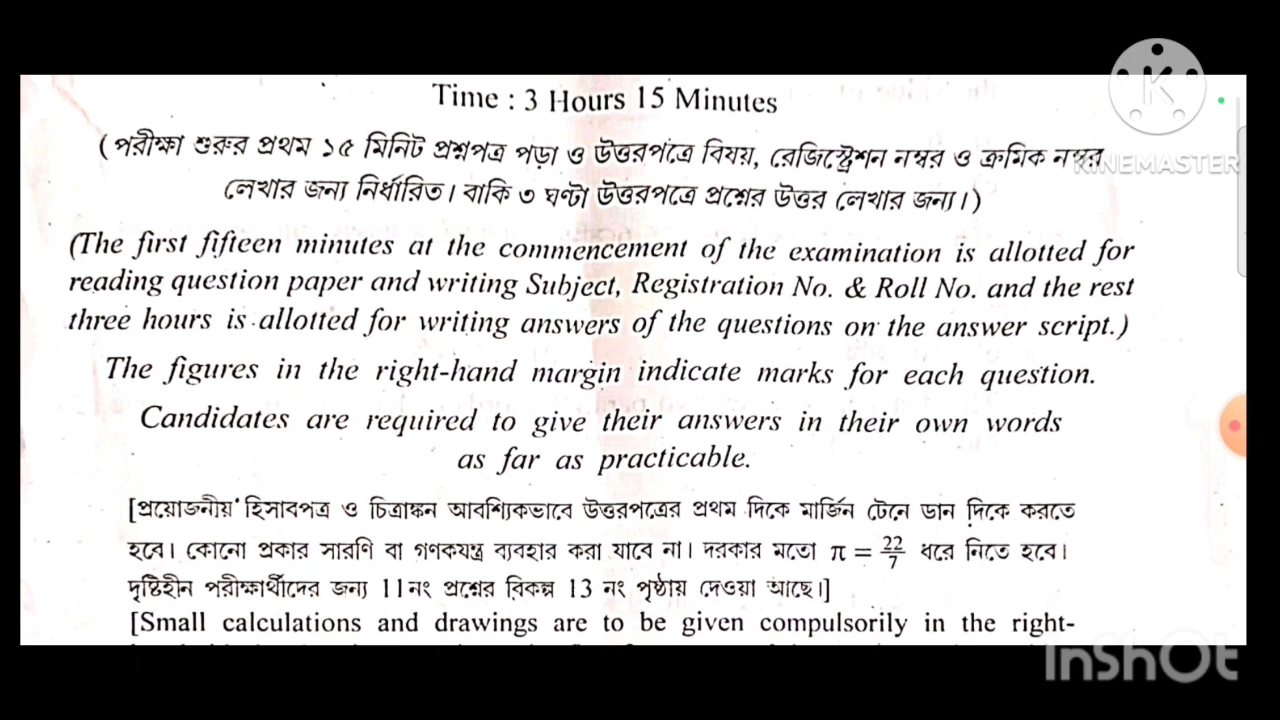 Time : 3 Hours 15 Minutes
( পরীক্ষা শুরুর প্রথম ১৫ মিনিট প্রশ্নপত্র পড়া ও উত্তরপত্রে বিষয়, রেজিস্ট্রেশন নম্বর ও ক্রমিক নম্বর
লেখার জন্য নির্ধারিত। বাকি ৩ ঘণ্টা উত্তরপত্রে প্রশ্নের উত্তর লেখার জন্য।)
(The first fifteen minutes at the commencement of the examination is allotted for
reading question paper and writing Subject, Registration No. & Roll No. and the rest
three hours is allotted for writing answers of the questions on the answer script.)
The figures in the right-hand margin indicate marks for each question.
Candidates are required to give their answers in their own words
as far as practicable.
[প্রয়োজনীয় হিসাবপত্র ও চিত্রাঙ্কন আবশ্যিকভাবে উত্তরপত্রের প্রথম দিকে মার্জিন টেনে ডান দিকে করতে
হবে। কোনো প্রকার সারণি বা গণকযন্ত্র ব্যবহার করা যাবে না। দরকার মতো π = 22/7 ধরে নিতে হবে।
দৃষ্টিহীন পরীক্ষার্থীদের জন্য 11নং প্রশ্নের বিকল্প 13 নং পৃষ্ঠায় দেওয়া আছে।]
[Small calculations and drawings are to be given compulsorily in the right-
K
KINEMASTER
InShOt